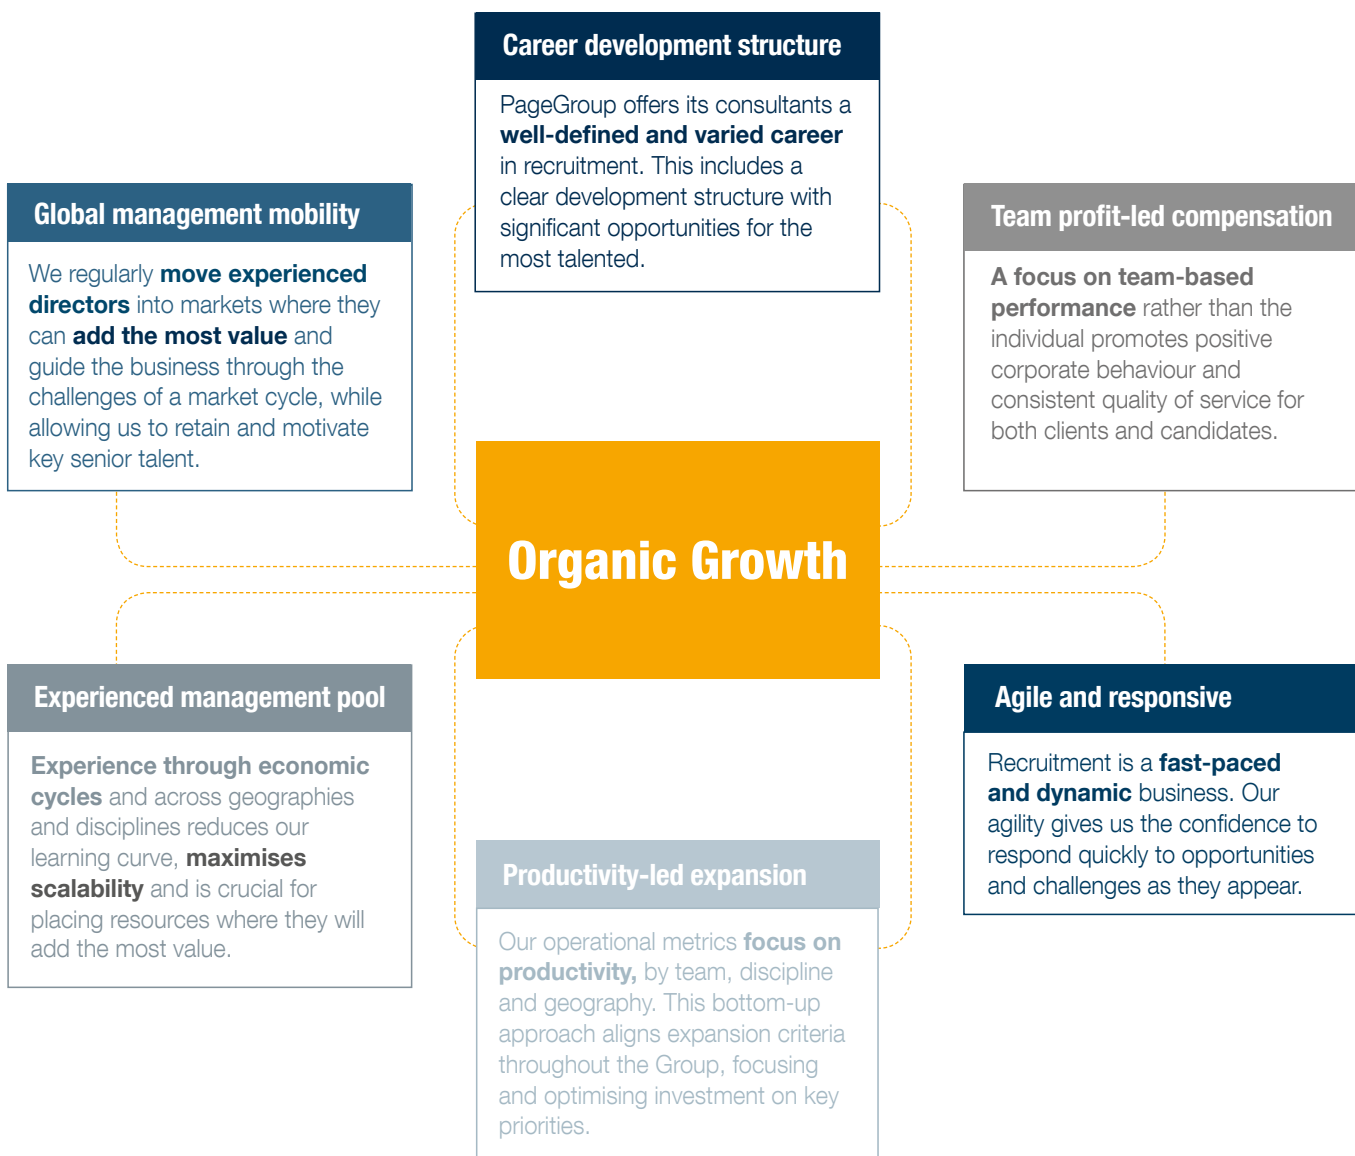 Career development structure
PageGroup offers its consultants a
well-defined and varied career
in recruitment. This includes a
clear development structure with
significant opportunities for the
most talented.
Global management mobility
We regularly move experienced
directors into markets where they
can add the most value and
guide the business through the
challenges of a market cycle, while
allowing us to retain and motivate
key senior talent.
Team profit-led compensation
A focus on team-based
performance rather than the
individual promotes positive
corporate behaviour and
consistent quality of service for
both clients and candidates.
Organic Growth
Experienced management pool
Experience through economic
cycles and across geographies
and disciplines reduces our
learning curve, maximises
scalability and is crucial for
placing resources where they will
add the most value.
Agile and responsive
Recruitment is a fast-paced
and dynamic business. Our
agility gives us the confidence to
respond quickly to opportunities
and challenges as they appear.
Productivity-led expansion
Our operational metrics focus on
productivity, by team, discipline
and geography. This bottom-up
approach aligns expansion criteria
throughout the Group, focusing
and optimising investment on key
priorities.